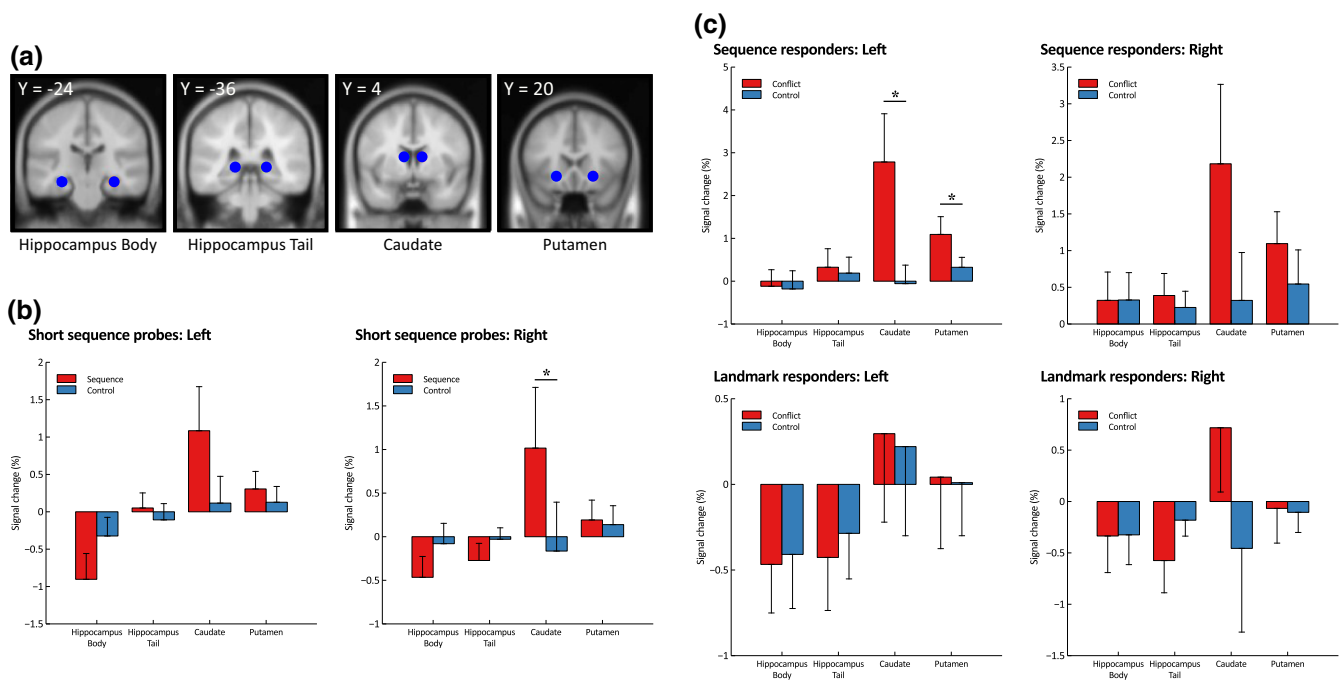 (a)
Y = -24
Y = -36
Y = 4
Y = 20
Hippocampus Body
Hippocampus Tail
Caudate
Putamen
(b)
Short sequence probes: Left
Signal change (%)
2
1.5
1
0.5
0
−0.5
−1
−1.5
Sequence
Control
Hippocampus
Body
Hippocampus
Tail
Caudate
Putamen
Short sequence probes: Right
Signal change (%)
2
1.5
1
0.5
0
−0.5
−1
Sequence
Control
*
Hippocampus
Body
Hippocampus
Tail
Caudate
Putamen
(c)
Sequence responders: Left
Signal change (%)
5
4
3
2
1
0
−1
Conflict
Control
*
*
Hippocampus
Body
Hippocampus
Tail
Caudate
Putamen
Sequence responders: Right
Signal change (%)
3.5
3
2.5
2
1.5
1
0.5
0
Conflict
Control
Hippocampus
Body
Hippocampus
Tail
Caudate
Putamen
Landmark responders: Left
Signal change (%)
0.5
0
−0.5
−1
Conflict
Control
Hippocampus
Body
Hippocampus
Tail
Caudate
Putamen
Landmark responders: Right
Signal change (%)
1
0.5
0
−0.5
−1
−1.5
Conflict
Control
Hippocampus
Body
Hippocampus
Tail
Caudate
Putamen